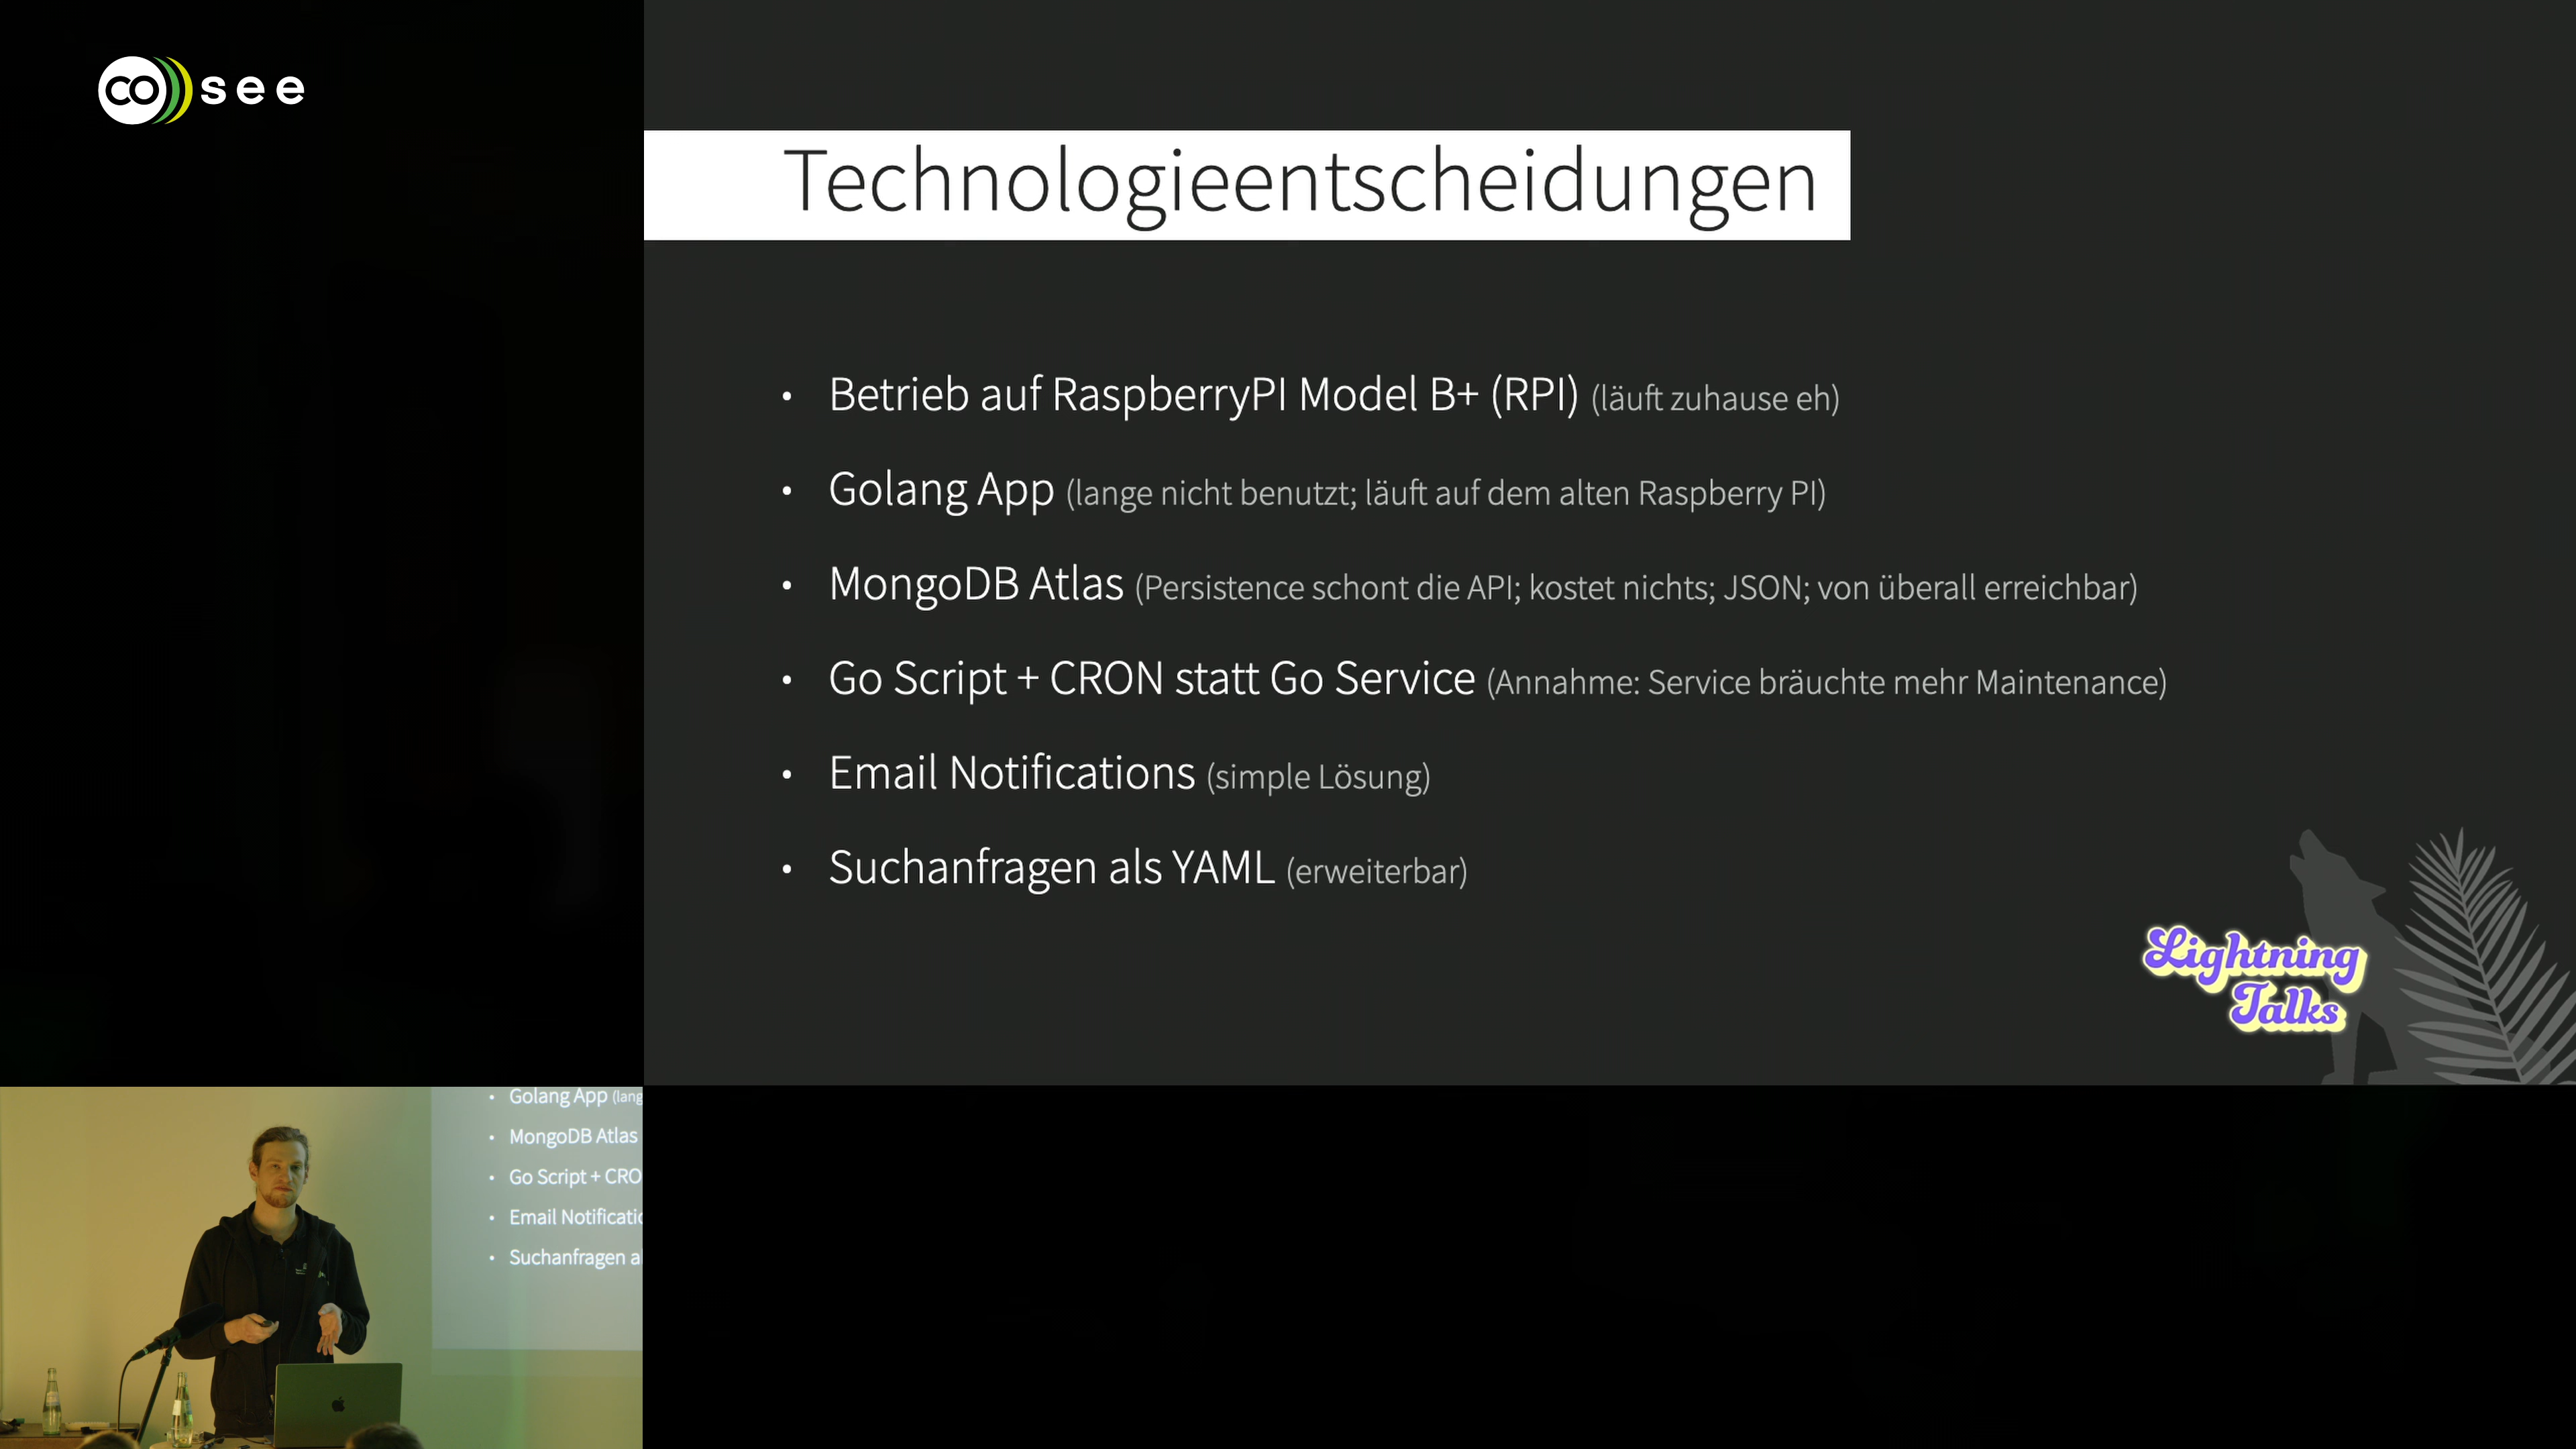 co see
Technologieentscheidungen
• Betrieb auf RaspberryPI Model B+ (RPI) (läuft zuhause eh)
• Golang App (lange nicht benutzt; läuft auf dem alten Raspberry PI)
• MongoDB Atlas (Persistence schont die API; kostet nichts; JSON; von überall erreichbar)
• Go Script + CRON statt Go Service (Annahme: Service bräuchte mehr Maintenance)
• Email Notifications (simple Lösung)
• Suchanfragen als YAML (erweiterbar)
Lightning
Talks
• Golang App (lang
• MongoDB Atlas
• Go Script + CRO
• Email Notificatio
• Suchanfragen a